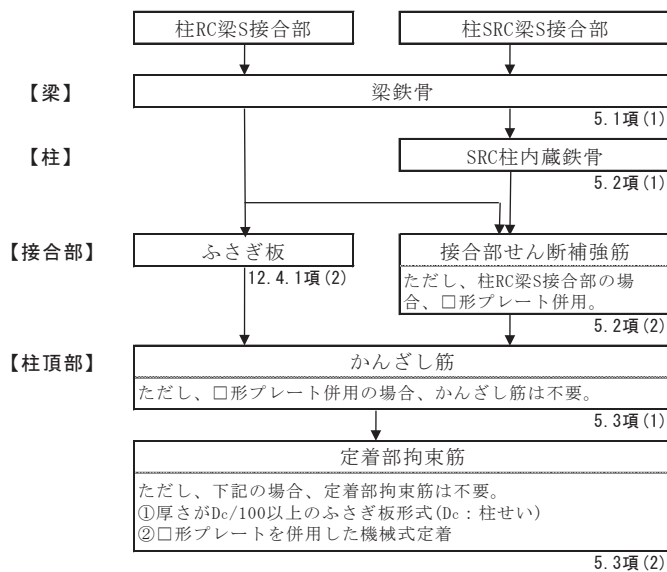 柱RC梁S接合部
柱SRC梁S接合部
【梁】
梁鉄骨
5.1項(1)
【柱】
SRC柱内蔵鉄骨
5.2項(1)
【接合部】
ふさぎ板
12.4.1項(2)
接合部せん断補強筋
ただし、柱RC梁S接合部の場
合、□形プレート併用。
5.2項(2)
【柱頂部】
かんざし筋
ただし、□形プレート併用の場合、かんざし筋は不要。
5.3項(1)
定着部拘束筋
ただし、下記の場合、定着部拘束筋は不要。
①厚さがDc/100以上のふさぎ板形式(Dc：柱せい)
②□形プレートを併用した機械式定着
5.3項(2)